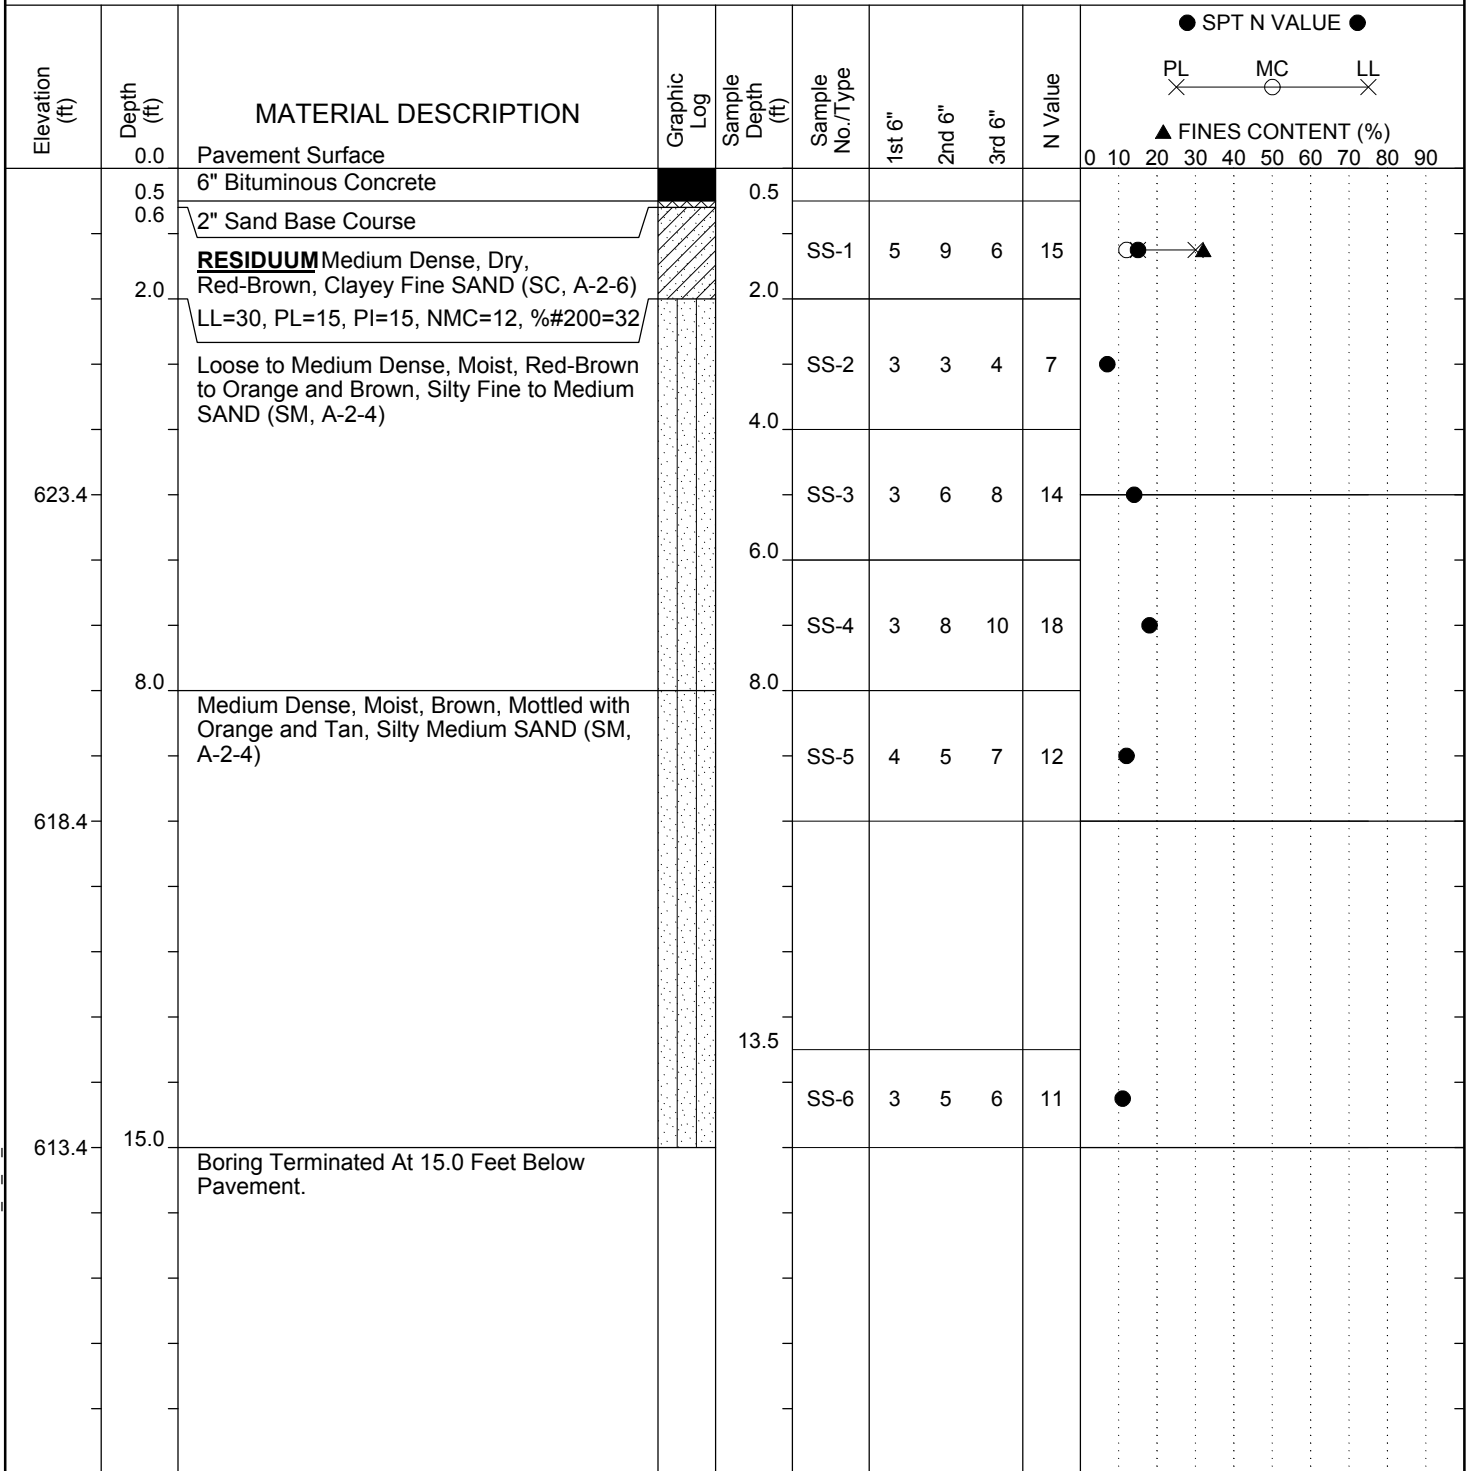 ● SPT N VALUE ●
PL MC LL
▲ FINES CONTENT (%)
0 10 20 30 40 50 60 70 80 90
Elevation (ft)
Depth (ft)
MATERIAL DESCRIPTION
Graphic Log
Sample Depth (ft)
Sample No./Type
1st 6"
2nd 6"
3rd 6"
N Value
0.0 Pavement Surface
0.5 6" Bituminous Concrete 0.5
0.6 2" Sand Base Course
RESIDUUM Medium Dense, Dry, SS-1 5 9 6 15
Red-Brown, Clayey Fine SAND (SC, A-2-6)
2.0 2.0
LL=30, PL=15, PI=15, NMC=12, %#200=32
Loose to Medium Dense, Moist, Red-Brown SS-2 3 3 4 7
to Orange and Brown, Silty Fine to Medium
SAND (SM, A-2-4) 4.0
623.4 SS-3 3 6 8 14
6.0
SS-4 3 8 10 18
8.0 8.0
Medium Dense, Moist, Brown, Mottled with
Orange and Tan, Silty Medium SAND (SM,
A-2-4) SS-5 4 5 7 12
618.4
13.5
SS-6 3 5 6 11
613.4 15.0
Boring Terminated At 15.0 Feet Below
Pavement.